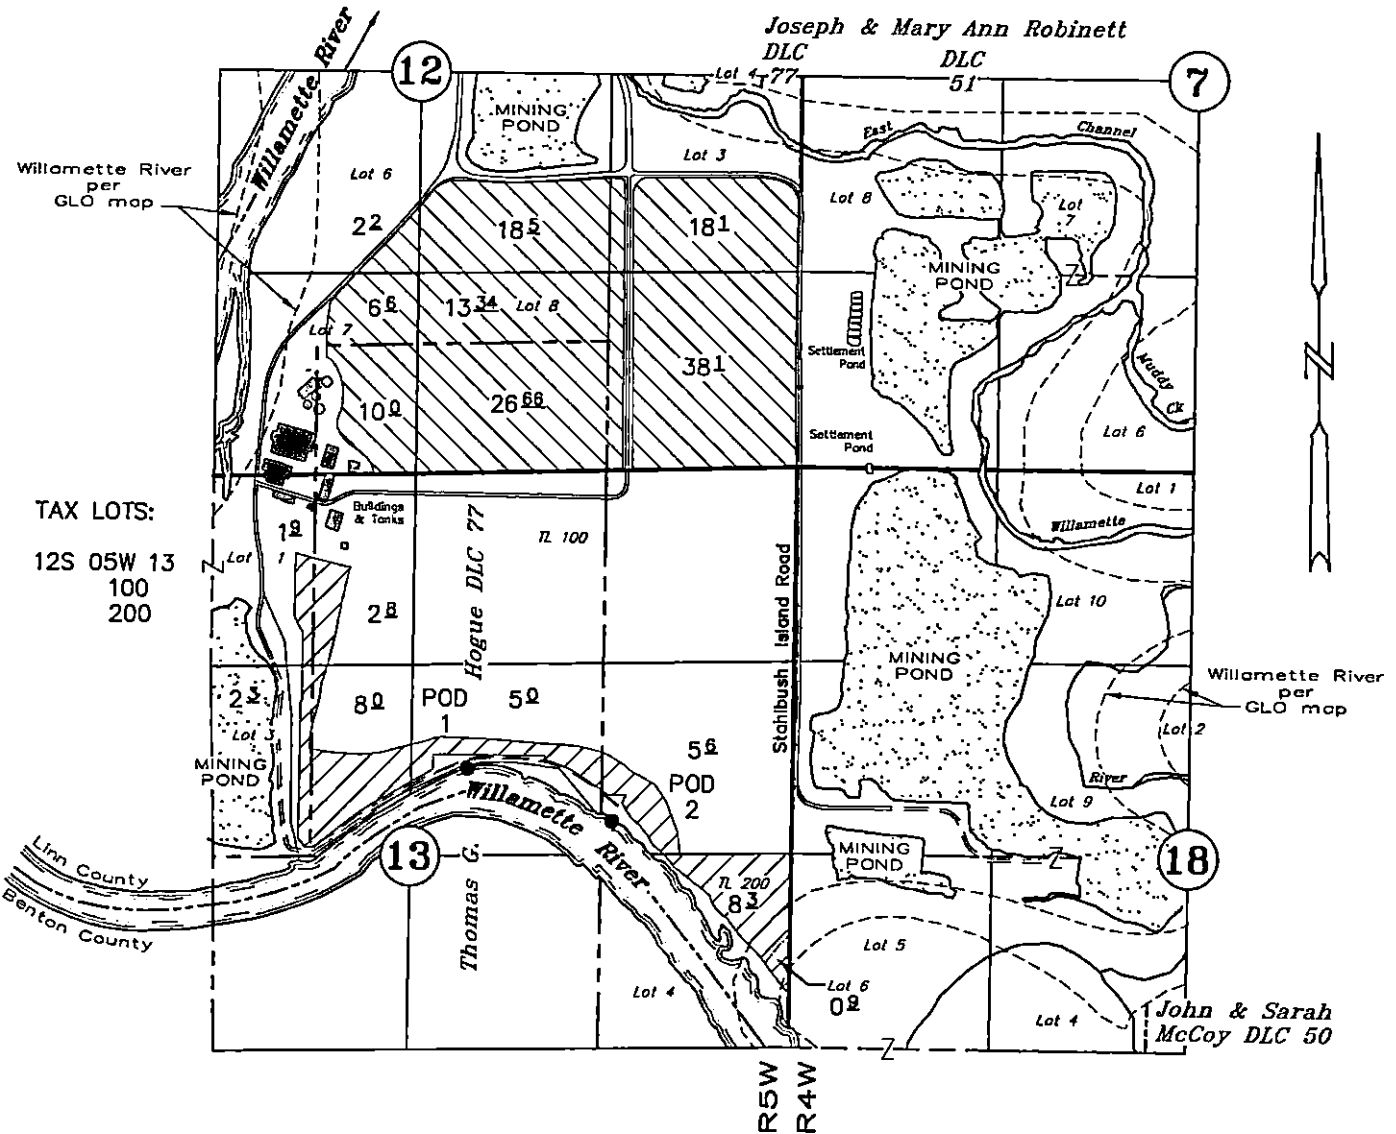 Joseph & Mary Ann Robinett
DLC
77
DLC
51
12
7
Lot 4
Willamette River
MINING
POND
East
Channel
Willamette River
per
GLO map
Lot 6
Lot 3
Lot 8
Lot
7
2 2
18 5
18 1
MINING
POND
Z
6 6
13 34
Lot 8
Lot 7
Settlement
Pond
38 1
Muddy
Ck
10 0
26 66
Settlement
Pond
Lot 6
N
TAX LOTS:
12S 05W 13
100
200
Buildings
& Tanks
1 9
TL 100
Lot 1
Willamette
Z
Lot 1
Hogue DLC 77
Stahlbush Island Road
2 8
Lot 10
MINING
POND
Willamette River
per
GLO map
2 3
8 0
POD
1
5 0
Lot 3
5 6
Lot 2
MINING
POND
POD
2
River
Willamette River
Lot 9
Linn County
Benton County
13
Thomas G.
MINING
POND
Z
18
TL 200
8 3
Lot 5
Lot 4
Lot 6
0 9
Lot 4
John & Sarah
McCoy DLC 50
Z
R5W
R4W